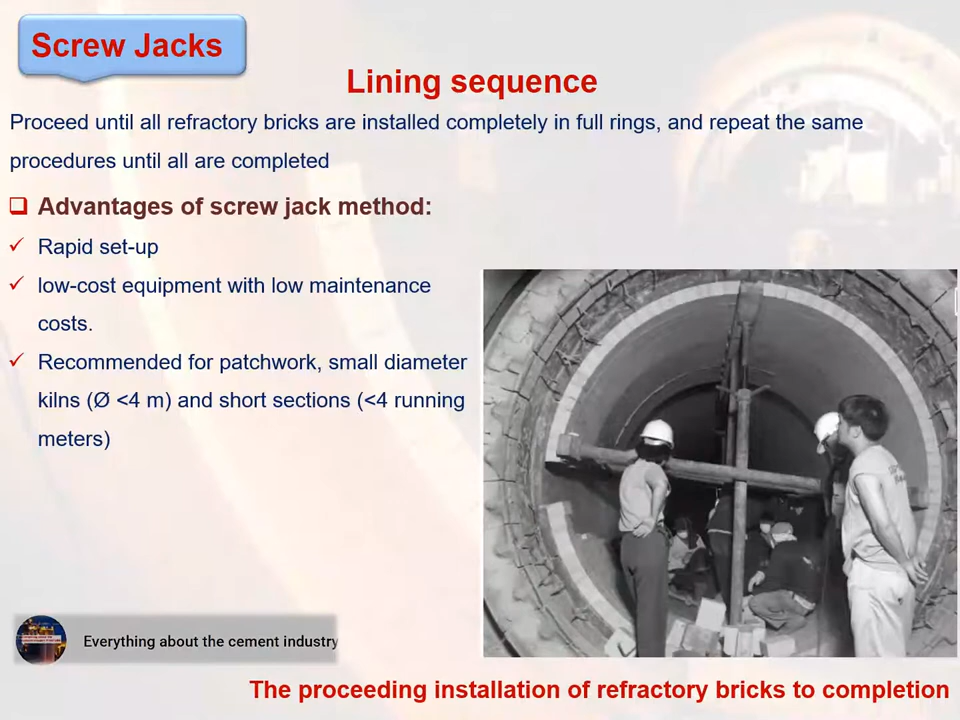 Screw Jacks
Lining sequence
Proceed until all refractory bricks are installed completely in full rings, and repeat the same
procedures until all are completed
Advantages of screw jack method:
Rapid set-up
low-cost equipment with low maintenance
costs.
Recommended for patchwork, small diameter
kilns (Ø <4 m) and short sections (<4 running
meters)
Everything about the cement industry
The proceeding installation of refractory bricks to completion